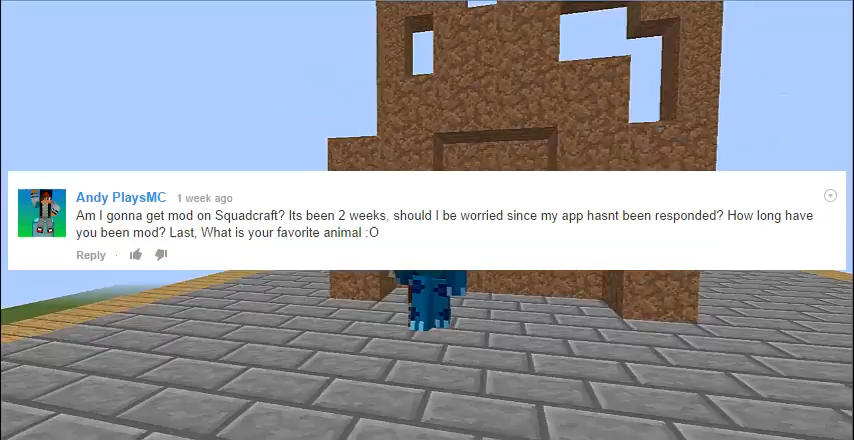 Andy PlaysMC 1 week ago
Am I gonna get mod on Squadcraft? Its been 2 weeks, should I be worried since my app hasnt been responded? How long have
you been mod? Last, What is your favorite animal :O
Reply ·